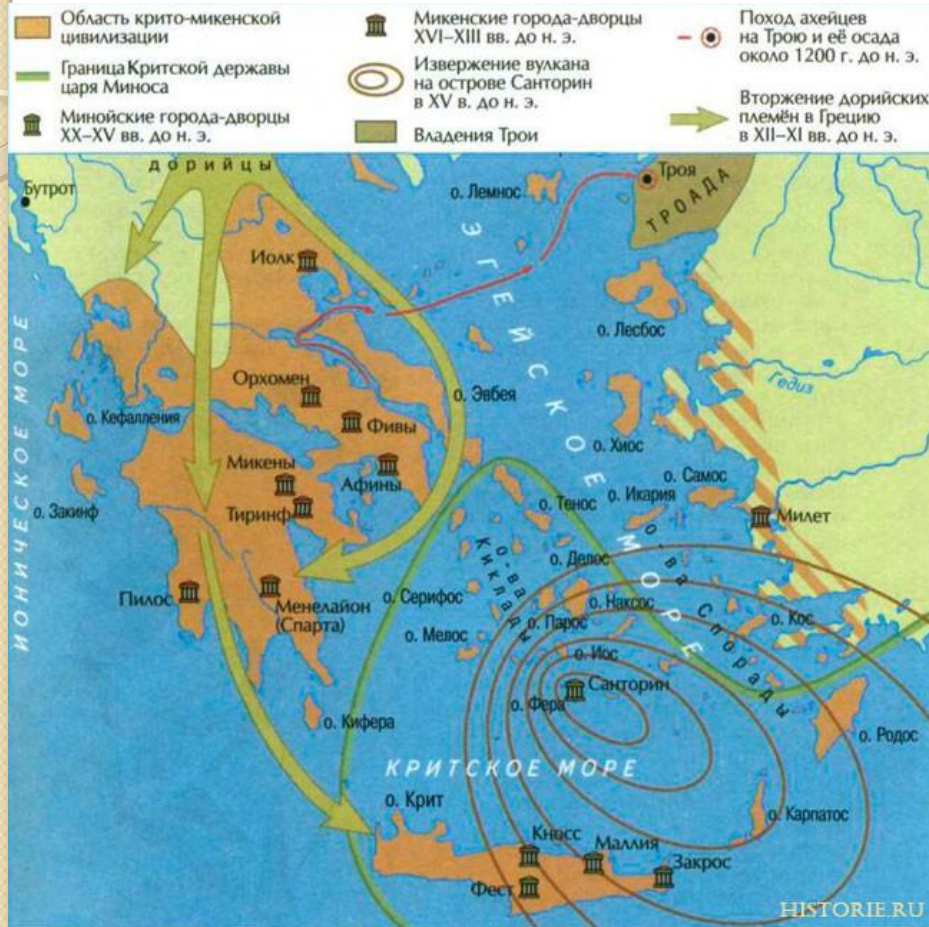 Область крито-микенской
цивилизации
Граница Критской державы
царя Миноса
Минойские города-дворцы
XX–XV вв. до н. э.
Микенские города-дворцы
XVI–XIII вв. до н. э.
Извержение вулкана
на острове Санторин
в XV в. до н. э.
Владения Трои
Поход ахейцев
на Трою и её осада
около 1200 г. до н. э.
Вторжение дорийских
племён в Грецию
в XII–XI вв. до н. э.
ДОРИЙЦЫ
Бутрот
о. Лемнос
Троя
ТРОАДА
Иолк
ЭГЕЙСКОЕ МОРЕ
о. Лесбос
ИОНИЧЕСКОЕ МОРЕ
Гедиз
Орхомен
о. Эвбея
о. Кефалления
Фивы
о. Хиос
Микены
Афины
о. Самос
о. Закинф
Тиринф
о. Тенос
о. Икария
Милет
о. Делос
о-ва Киклады
о-ва Спорады
Пилос
Менелайон
(Спарта)
о. Серифос
о. Наксос
о. Кос
о. Мелос
о. Парос
о. Иос
Санторин
о. Фера
о. Кифера
о. Родос
КРИТСКОЕ МОРЕ
о. Крит
о. Карпатос
Кносс
Маллия
Закрос
Фест
HISTORIE.RU